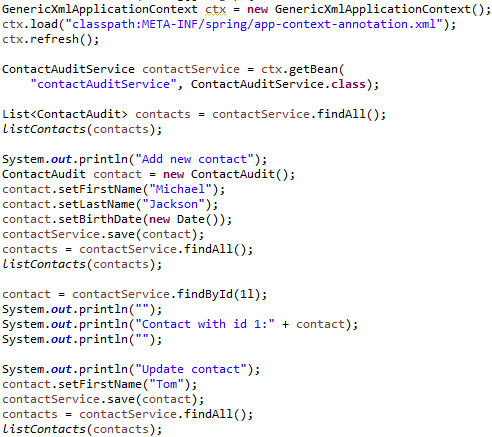 GenericXmlApplicationContext ctx = new GenericXmlApplicationContext();
ctx.load("classpath:META-INF/spring/app-context-annotation.xml");
ctx.refresh();
ContactAuditService contactService = ctx.getBean(
"contactAuditService", ContactAuditService.class);
List<ContactAudit> contacts = contactService.findAll();
listContacts(contacts);
System.out.println("Add new contact");
ContactAudit contact = new ContactAudit();
contact.setFirstName("Michael");
contact.setLastName("Jackson");
contact.setBirthDate(new Date());
contactService.save(contact);
contacts = contactService.findAll();
listContacts(contacts);
contact = contactService.findById(1l);
System.out.println("");
System.out.println("Contact with id 1:" + contact);
System.out.println("");
System.out.println("Update contact");
contact.setFirstName("Tom");
contactService.save(contact);
contacts = contactService.findAll();
listContacts(contacts);